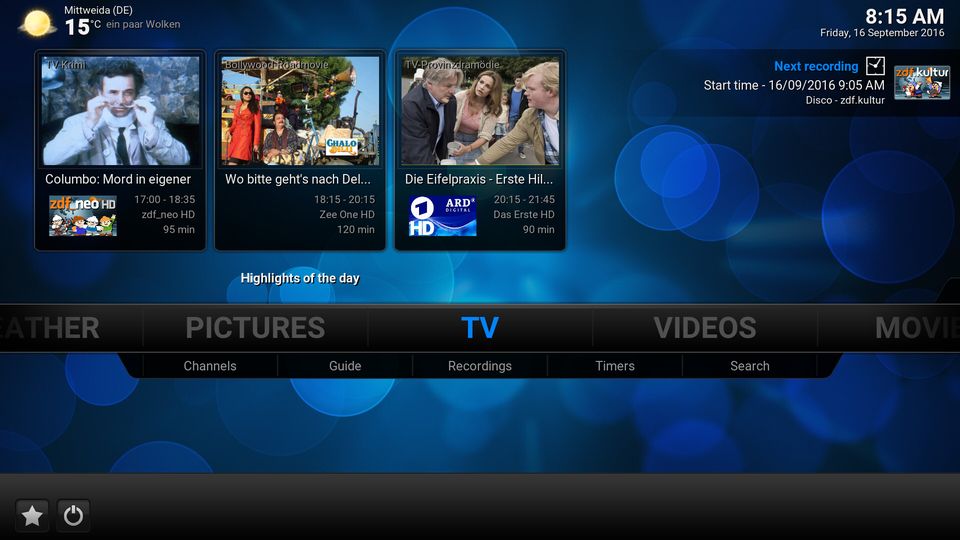 Mittweida (DE)
15°C ein paar Wolken
8:15 AM
Friday, 16 September 2016
Next recording
Start time - 16/09/2016 9:05 AM
Disco - zdf.kultur
zdf.kultur
TV-Krimi
Columbo: Mord in eigener
zdf_neo HD
17:00 - 18:35
zdf_neo HD
95 min
Bollywood-Roadmovie
CHALO
Wo bitte geht's nach Del...
18:15 - 20:15
Zee One HD
120 min
TV-Provinzdramödie
Die Eifelpraxis - Erste Hil...
1 ARD
DIGITAL
HD
20:15 - 21:45
Das Erste HD
90 min
Highlights of the day
EATHER
PICTURES
TV
VIDEOS
MOVIE
Channels
Guide
Recordings
Timers
Search